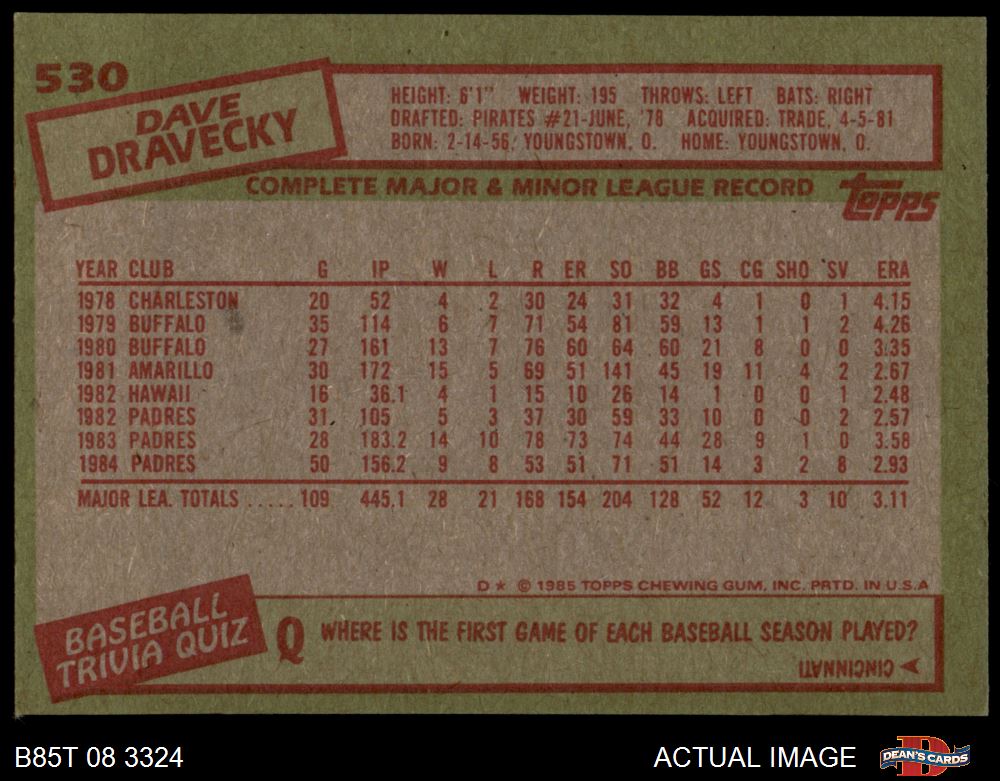 530
DAVE
DRAVECKY
HEIGHT: 6'1" WEIGHT: 195 THROWS: LEFT BATS: RIGHT
DRAFTED: PIRATES #21-JUNE, '78 ACQUIRED: TRADE, 4-5-81
BORN: 2-14-56, YOUNGSTOWN, O. HOME: YOUNGSTOWN, O.
COMPLETE MAJOR & MINOR LEAGUE RECORD
topps
YEAR CLUB G IP W L R ER SO BB GS CG SHO SV ERA
1978 CHARLESTON 20 52 4 2 30 24 31 32 4 1 0 1 4.15
1979 BUFFALO 35 114 6 7 71 54 81 59 13 1 1 2 4.26
1980 BUFFALO 27 161 13 7 76 60 64 60 21 8 0 0 3.35
1981 AMARILLO 30 172 15 5 69 51 141 45 19 11 4 2 2.67
1982 HAWAII 16 36.1 4 1 15 10 26 14 1 0 0 1 2.48
1982 PADRES 31 105 5 3 37 30 59 33 10 0 0 2 2.57
1983 PADRES 28 183.2 14 10 78 73 74 44 28 9 1 0 3.58
1984 PADRES 50 156.2 9 8 53 51 71 51 14 3 2 8 2.93
MAJOR LEA. TOTALS ..... 109 445.1 28 21 168 154 204 128 52 12 3 10 3.11
D * © 1985 TOPPS CHEWING GUM, INC. PRTD. IN U.S.A
BASEBALL
TRIVIA QUIZ
Q WHERE IS THE FIRST GAME OF EACH BASEBALL SEASON PLAYED?
A CINCINNATI
B85T 08 3324
ACTUAL IMAGE
D
DEAN'S CARDS